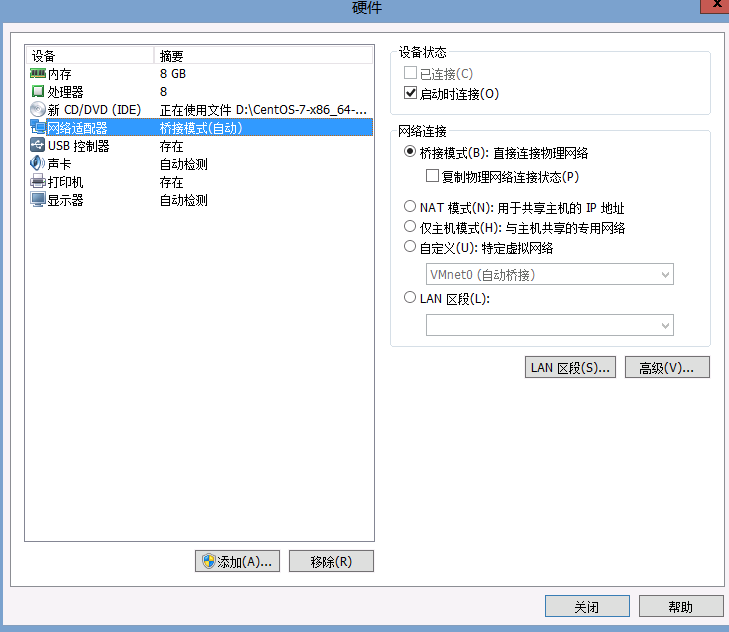 硬件
设备 摘要
内存 8 GB
处理器 8
新 CD/DVD (IDE) 正在使用文件 D:\CentOS-7-x86_64-...
网络适配器 桥接模式(自动)
USB 控制器 存在
声卡 自动检测
打印机 存在
显示器 自动检测
添加(A)... 移除(R)
设备状态
已连接(C)
启动时连接(O)
网络连接
桥接模式(B): 直接连接物理网络
复制物理网络连接状态(P)
NAT 模式(N): 用于共享主机的 IP 地址
仅主机模式(H): 与主机共享的专用网络
自定义(U): 特定虚拟网络
VMnet0 (自动桥接)
LAN 区段(L):
LAN 区段(S)... 高级(V)...
关闭 帮助